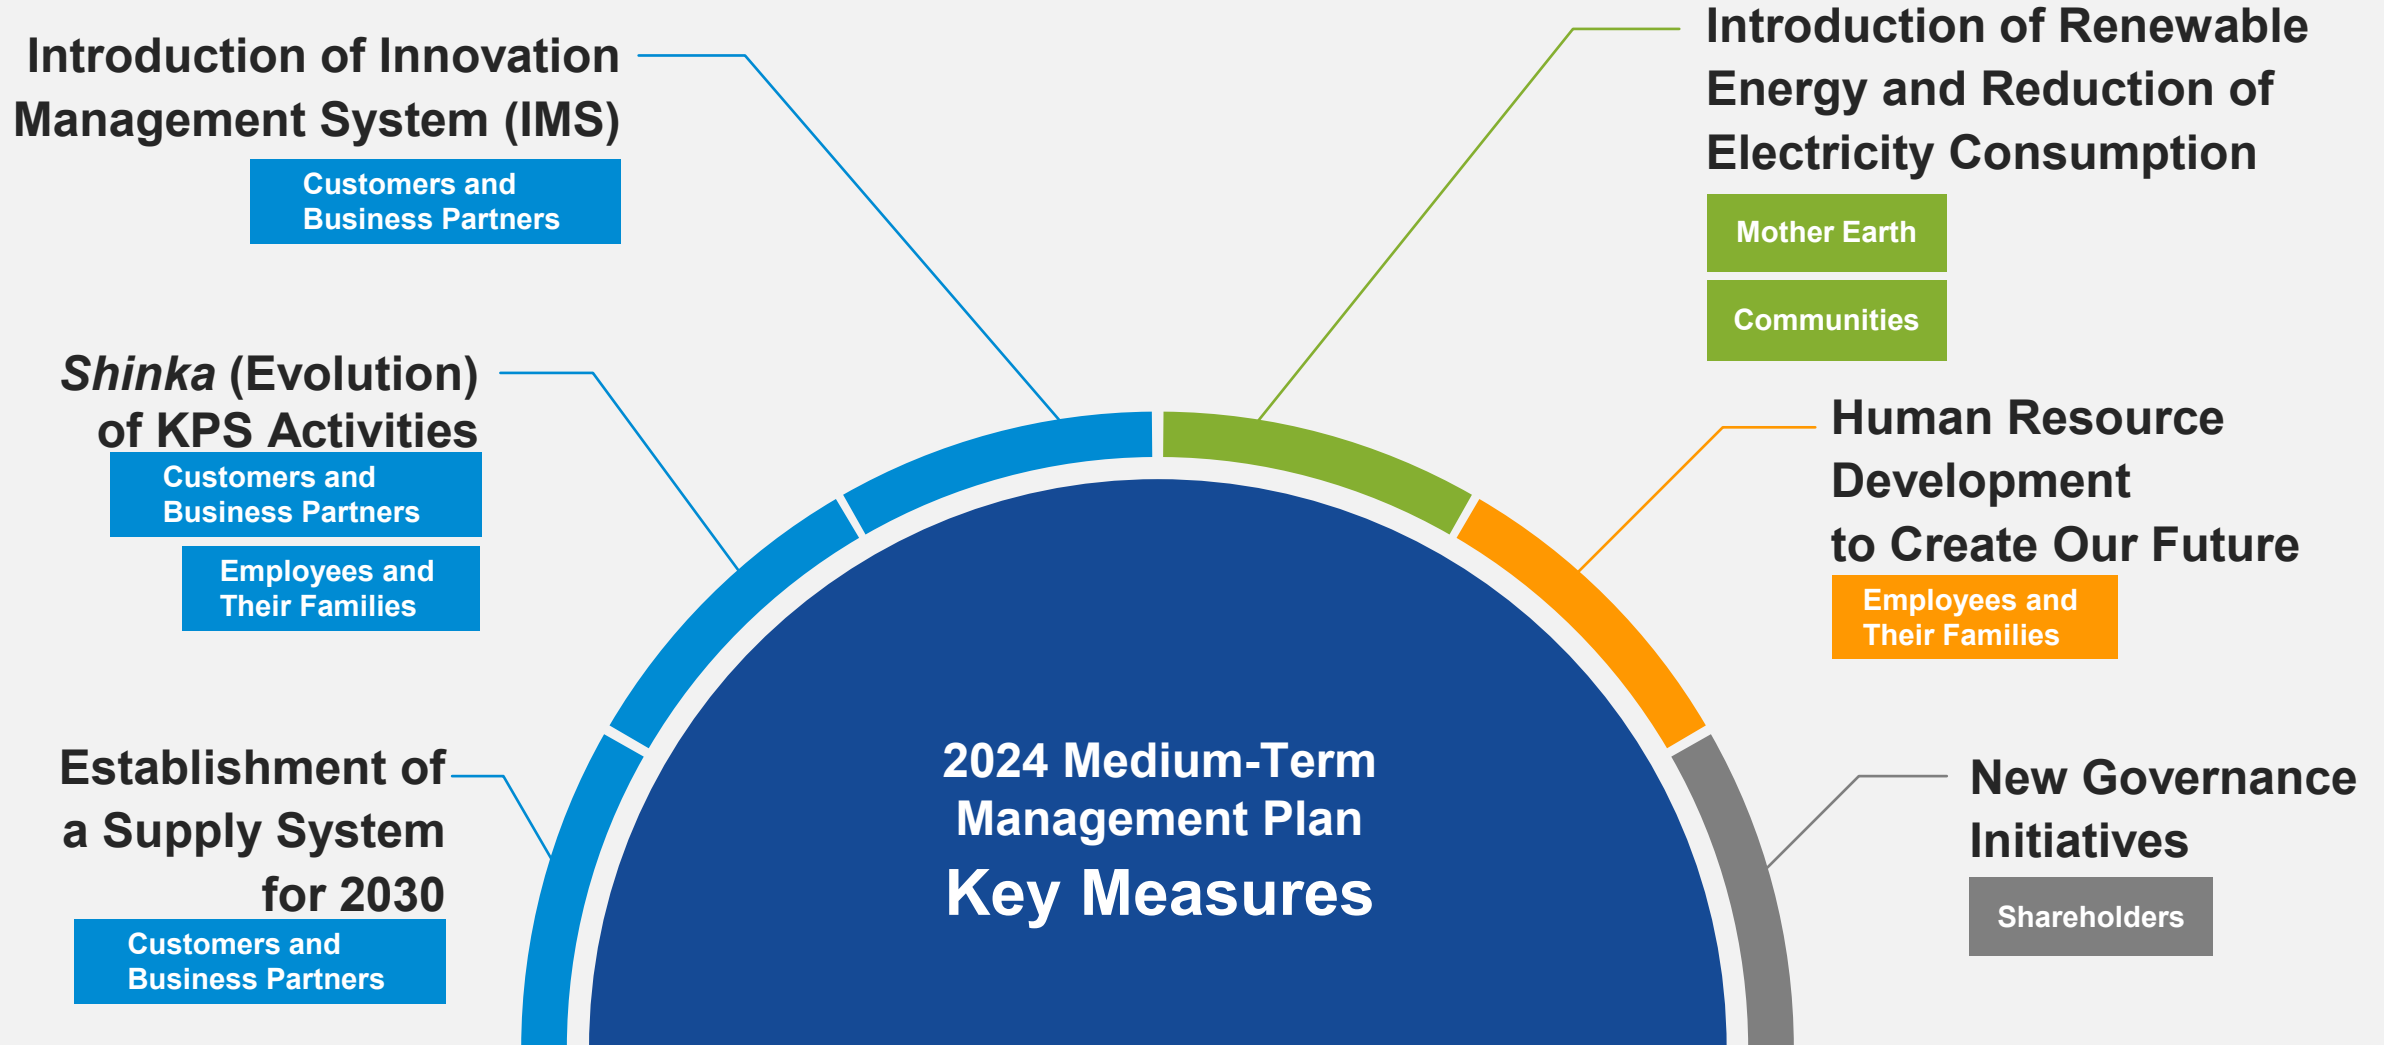 Introduction of Innovation
Management System (IMS)
Customers and
Business Partners
Shinka (Evolution)
of KPS Activities
Customers and
Business Partners
Employees and
Their Families
Establishment of
a Supply System
for 2030
Customers and
Business Partners
2024 Medium-Term
Management Plan
Key Measures
Introduction of Renewable
Energy and Reduction of
Electricity Consumption
Mother Earth
Communities
Human Resource
Development
to Create Our Future
Employees and
Their Families
New Governance
Initiatives
Shareholders